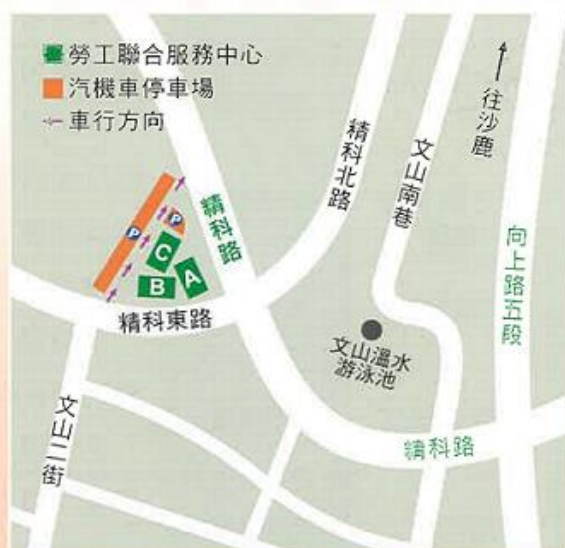 勞工聯合服務中心
汽機車停車場
車行方向
往沙鹿
精科北路
文山南巷
精科路
向上路五段
P
P
C
A
B
精科東路
文山溫水
游泳池
文山二街
精科路